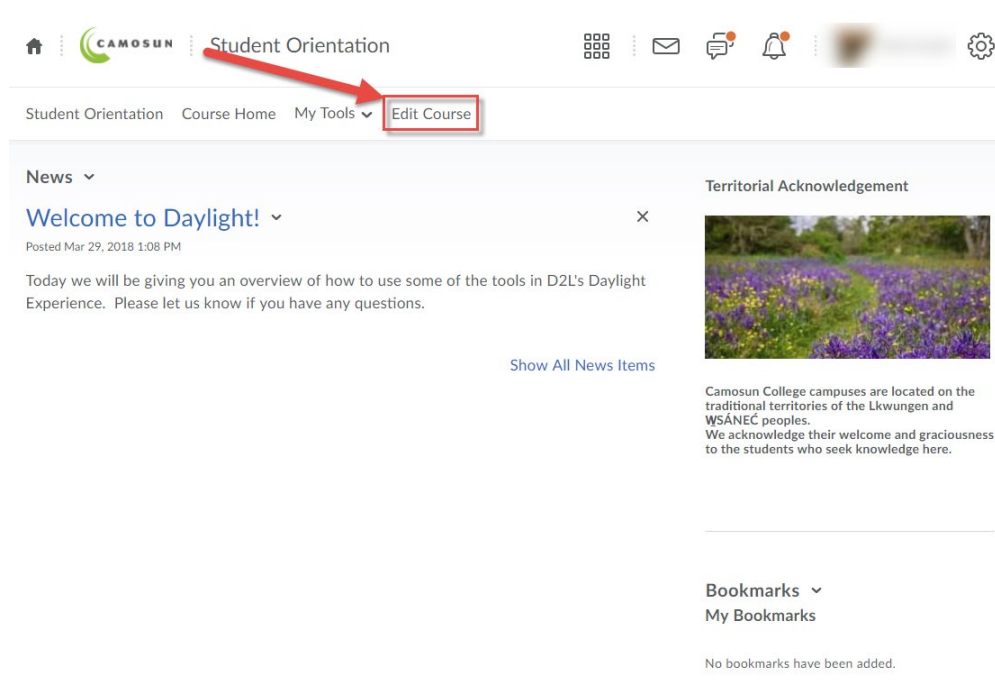 CAMOSUN
Student Orientation
Student Orientation Course Home My Tools Edit Course
News
Welcome to Daylight!
Posted Mar 29, 2018 1:08 PM
Today we will be giving you an overview of how to use some of the tools in D2L's Daylight
Experience. Please let us know if you have any questions.
Show All News Items
Territorial Acknowledgement
Camosun College campuses are located on the
traditional territories of the Lkwungen and
W̱SÁNEĆ peoples.
We acknowledge their welcome and graciousness
to the students who seek knowledge here.
Bookmarks
My Bookmarks
No bookmarks have been added.